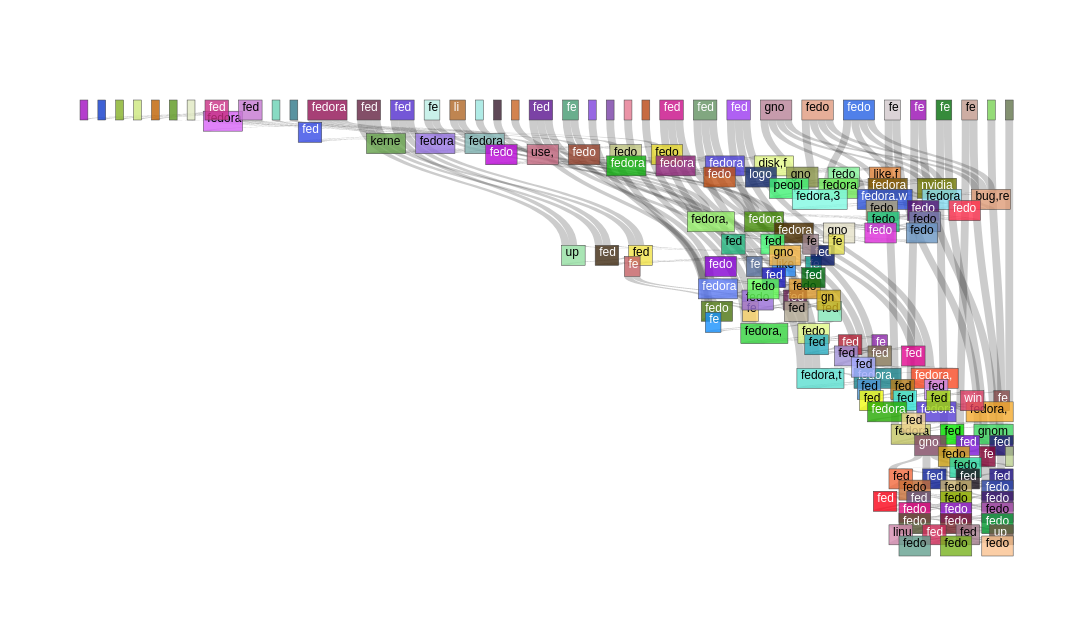 fed fed fedora fed fed fe li fed fe fed fed fed gno fedo fedo fe fe fe fe
fedora
fed
kerne fedora fedora
fedo use, fedo fedo fedo
fedora fedora fedora disk,f
fedo logo gno fedo like,f
peopl fedora fedora nvidia
fedora,3 fedora,w fedora bug,re
fedo fedo fedo
fedora, fedora fedo fedo
fedora gno fedo fedo
fed fed fe fe
up fed fed gno ed
fe fedo fe
fed fed
fedora fedo fedo
fedo gn
fedo fed
fe
fedora, fedo
fed fed fe
fed fed fed
fed
fedora,t fedora, fedora,
fed fed fed
fed fed fed win fe
fedora fedora fedora,
fed
fedora fed gnom
gno fed fed
fedo fe
fedo
fed fed fed fed
fedo fedo fedo
fed fed fedo fedo
fedo fedo fedo
fedo fedo fedo
linu fed fed up
fedo fedo fedo